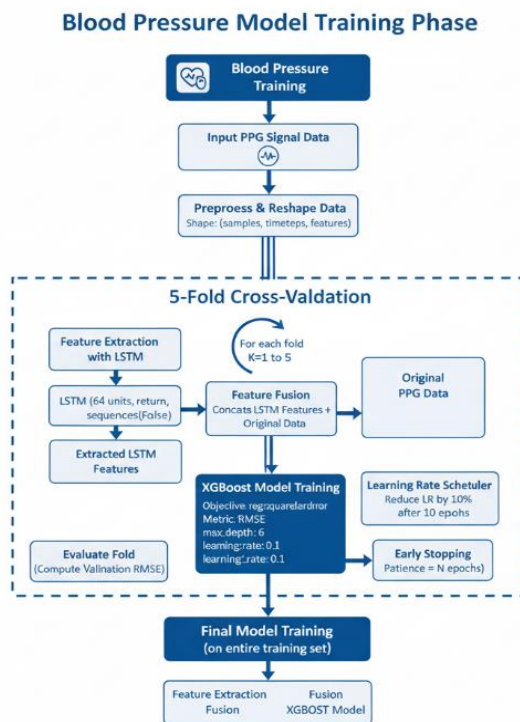 Blood Pressure Model Training Phase
Blood Pressure
Training
Input PPG Signal Data
Preproess & Reshape Data
Shape: (samples, timeteps, features)
5-Fold Cross-Valdation
For each fold
K=1 to 5
Feature Extraction
with LSTM
LSTM (64 units, return,
sequences(False)
Extracted LSTM
Features
Feature Fusion
Concats LSTM Features +
Original Data
Original
PPG Data
XGBoost Model Training
Objective: reg:squarelardror
Metric: RMSE
max_depth: 6
leaming:rate: 0.1
learning'.rate: 0.1
Learning Rate Schetuler
Reduce LR by 10%
after 10 epohs
Evaluate Fold
(Compute Valination RMSE)
Early Stopping
Patience = N epochs)
Final Model Training
(on entire training set)
Feature Extraction
Fusion
Fusion
XGBOST Model